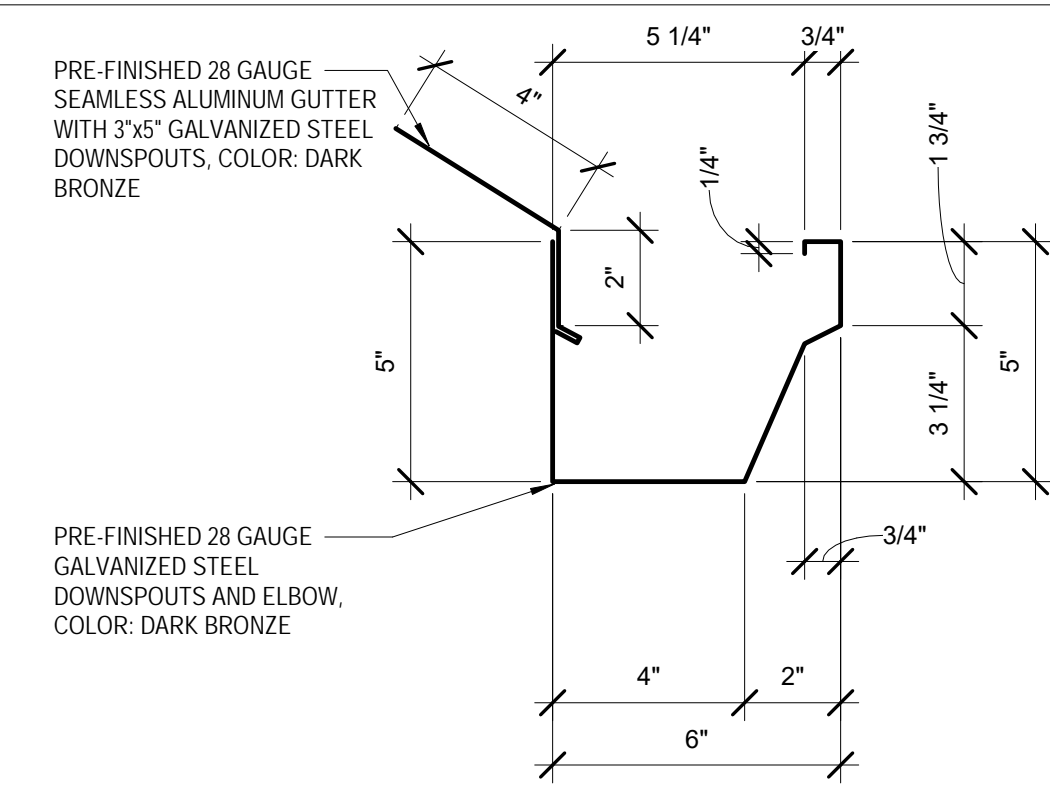 5 1/4"
3/4"
PRE-FINISHED 28 GAUGE
SEAMLESS ALUMINUM GUTTER
WITH 3"x5" GALVANIZED STEEL
DOWNSPOUTS, COLOR: DARK
BRONZE
4"
1/4"
1 3/4"
2"
5"
5"
3 1/4"
PRE-FINISHED 28 GAUGE
GALVANIZED STEEL
DOWNSPOUTS AND ELBOW,
COLOR: DARK BRONZE
3/4"
4"
2"
6"